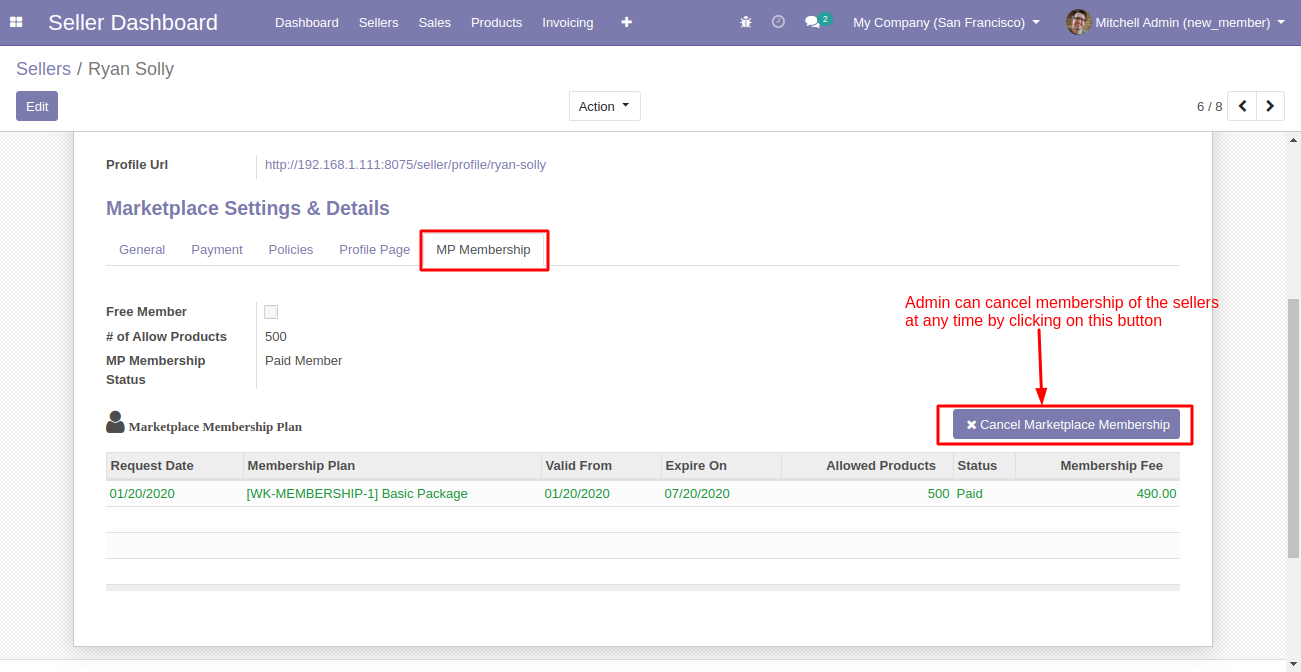 Seller Dashboard Dashboard Sellers Sales Products Invoicing 2 My Company (San Francisco) Mitchell Admin (new_member)
Sellers / Ryan Solly
Edit Action 6 / 8
Profile Url http://192.168.1.111:8075/seller/profile/ryan-solly
Marketplace Settings & Details
General Payment Policies Profile Page MP Membership
Admin can cancel membership of the sellers
at any time by clicking on this button
Free Member
# of Allow Products 500
MP Membership Paid Member
Status
Marketplace Membership Plan Cancel Marketplace Membership
Request Date Membership Plan Valid From Expire On Allowed Products Status Membership Fee
01/20/2020 [WK-MEMBERSHIP-1] Basic Package 01/20/2020 07/20/2020 500 Paid 490.00